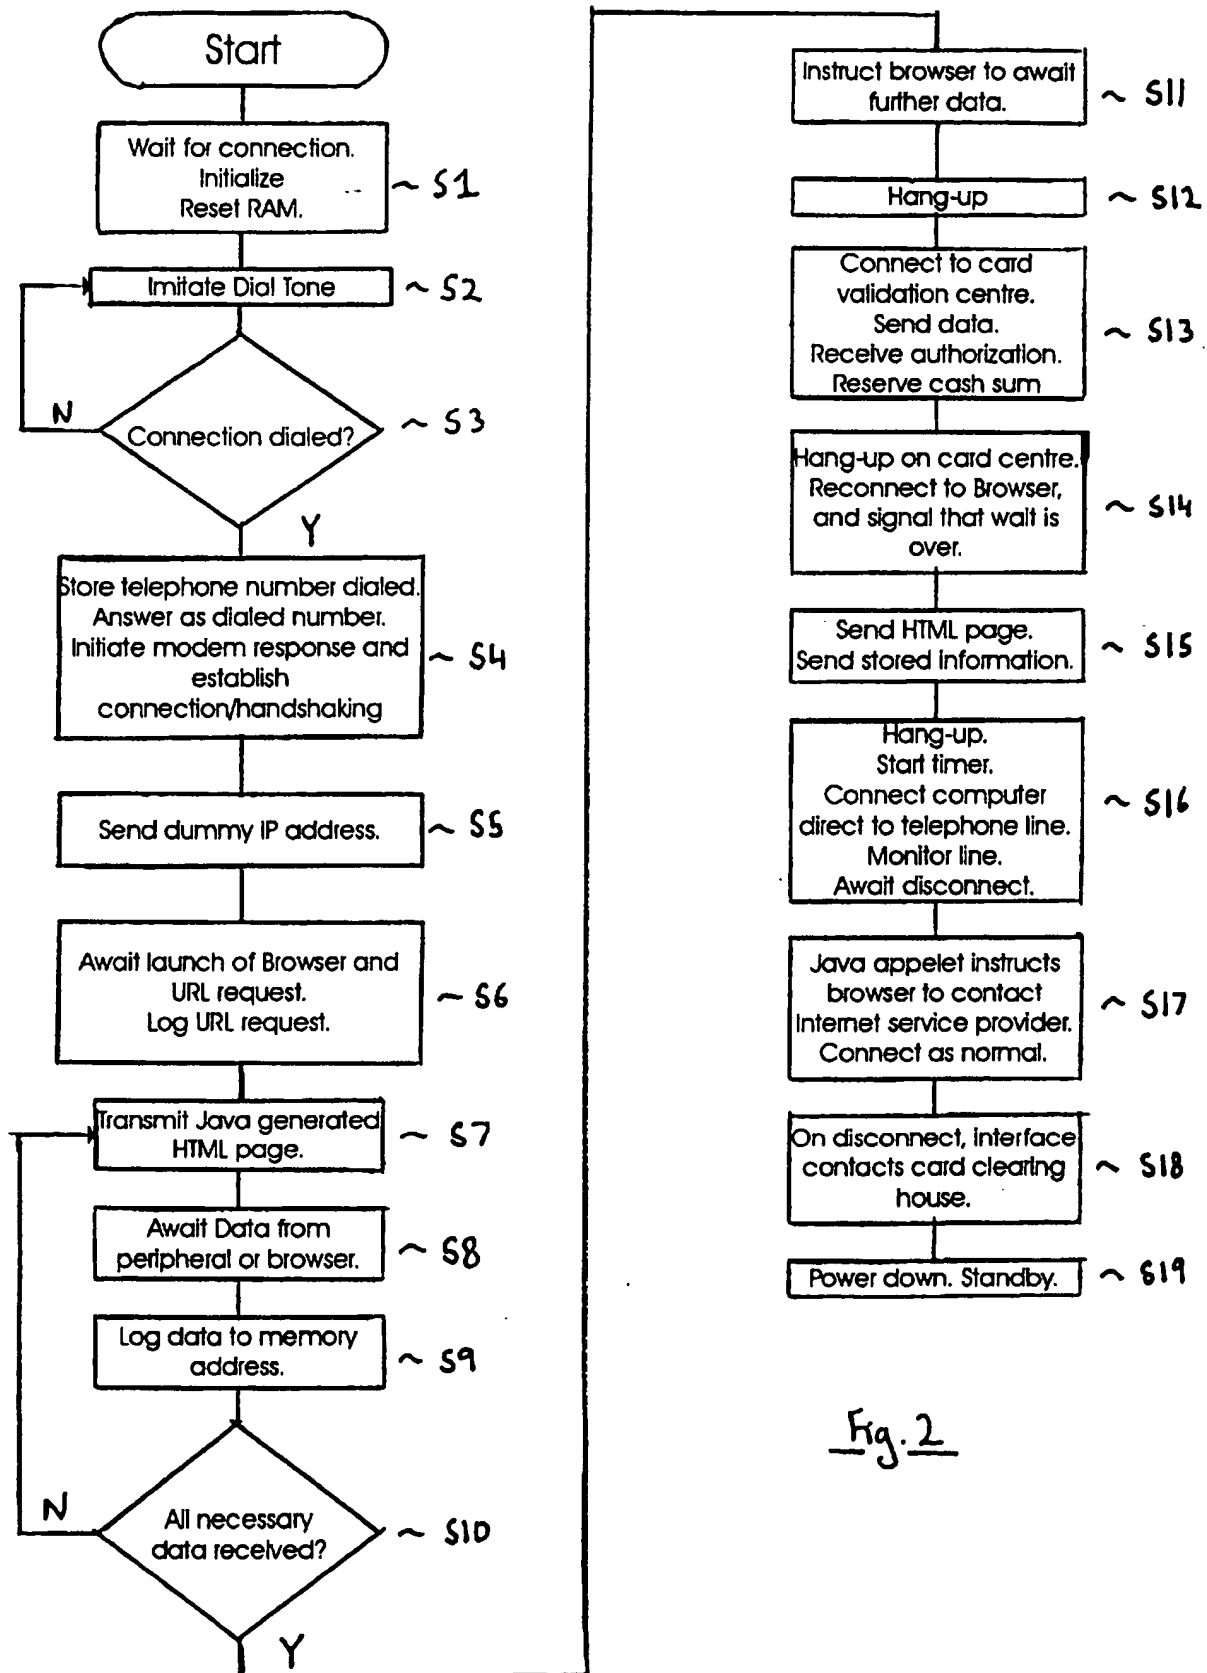 Start
Wait for connection.
Initialize
Reset RAM.
~ S1
Imitate Dial Tone
~ S2
N
Connection dialed?
~ S3
Y
Store telephone number dialed.
Answer as dialed number.
Initiate modem response and
establish
connection/handshaking
~ S4
Send dummy IP address.
~ S5
Await launch of Browser and
URL request.
Log URL request.
~ S6
Transmit Java generated
HTML page.
~ S7
Await Data from
peripheral or browser.
~ S8
Log data to memory
address.
~ S9
N
All necessary
data received?
~ S10
Y
Instruct browser to await
further data.
~ S11
Hang-up
~ S12
Connect to card
validation centre.
Send data.
Receive authorization.
Reserve cash sum
~ S13
Hang-up on card centre.
Reconnect to Browser,
and signal that wait is
over.
~ S14
Send HTML page.
Send stored information.
~ S15
Hang-up.
Start timer.
Connect computer
direct to telephone line.
Monitor line.
Await disconnect.
~ S16
Java appelet instructs
browser to contact
Internet service provider.
Connect as normal.
~ S17
On disconnect, interface
contacts card clearing
house.
~ S18
Power down. Standby.
~ S19
Fig. 2